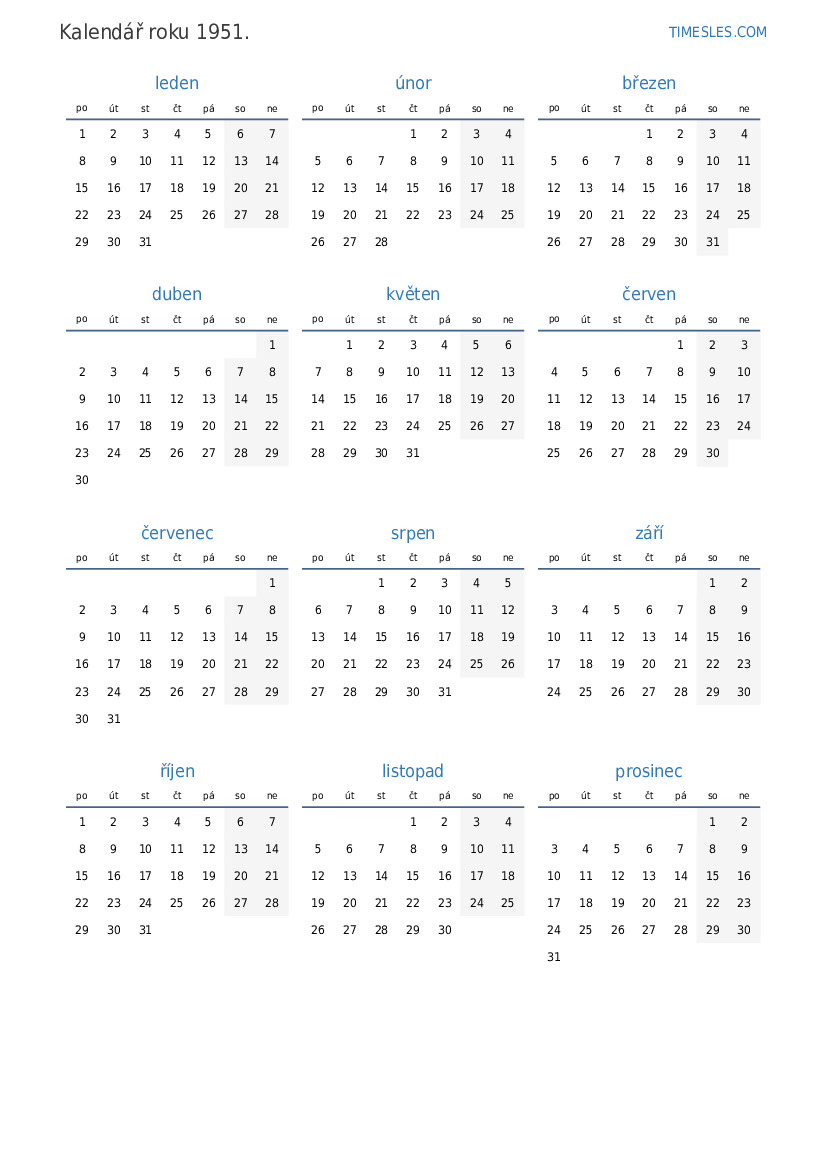 Kalendář roku 1951.
TIMESLES.COM
leden
po út st čt pá so ne
1 2 3 4 5 6 7
8 9 10 11 12 13 14
15 16 17 18 19 20 21
22 23 24 25 26 27 28
29 30 31
únor
po út st čt pá so ne
1 2 3 4
5 6 7 8 9 10 11
12 13 14 15 16 17 18
19 20 21 22 23 24 25
26 27 28
březen
po út st čt pá so ne
1 2 3 4
5 6 7 8 9 10 11
12 13 14 15 16 17 18
19 20 21 22 23 24 25
26 27 28 29 30 31
duben
po út st čt pá so ne
1
2 3 4 5 6 7 8
9 10 11 12 13 14 15
16 17 18 19 20 21 22
23 24 25 26 27 28 29
30
květen
po út st čt pá so ne
1 2 3 4 5 6
7 8 9 10 11 12 13
14 15 16 17 18 19 20
21 22 23 24 25 26 27
28 29 30 31
červen
po út st čt pá so ne
1 2 3
4 5 6 7 8 9 10
11 12 13 14 15 16 17
18 19 20 21 22 23 24
25 26 27 28 29 30
červenec
po út st čt pá so ne
1
2 3 4 5 6 7 8
9 10 11 12 13 14 15
16 17 18 19 20 21 22
23 24 25 26 27 28 29
30 31
srpen
po út st čt pá so ne
1 2 3 4 5
6 7 8 9 10 11 12
13 14 15 16 17 18 19
20 21 22 23 24 25 26
27 28 29 30 31
září
po út st čt pá so ne
1 2
3 4 5 6 7 8 9
10 11 12 13 14 15 16
17 18 19 20 21 22 23
24 25 26 27 28 29 30
říjen
po út st čt pá so ne
1 2 3 4 5 6 7
8 9 10 11 12 13 14
15 16 17 18 19 20 21
22 23 24 25 26 27 28
29 30 31
listopad
po út st čt pá so ne
1 2 3 4
5 6 7 8 9 10 11
12 13 14 15 16 17 18
19 20 21 22 23 24 25
26 27 28 29 30
prosinec
po út st čt pá so ne
1 2
3 4 5 6 7 8 9
10 11 12 13 14 15 16
17 18 19 20 21 22 23
24 25 26 27 28 29 30
31